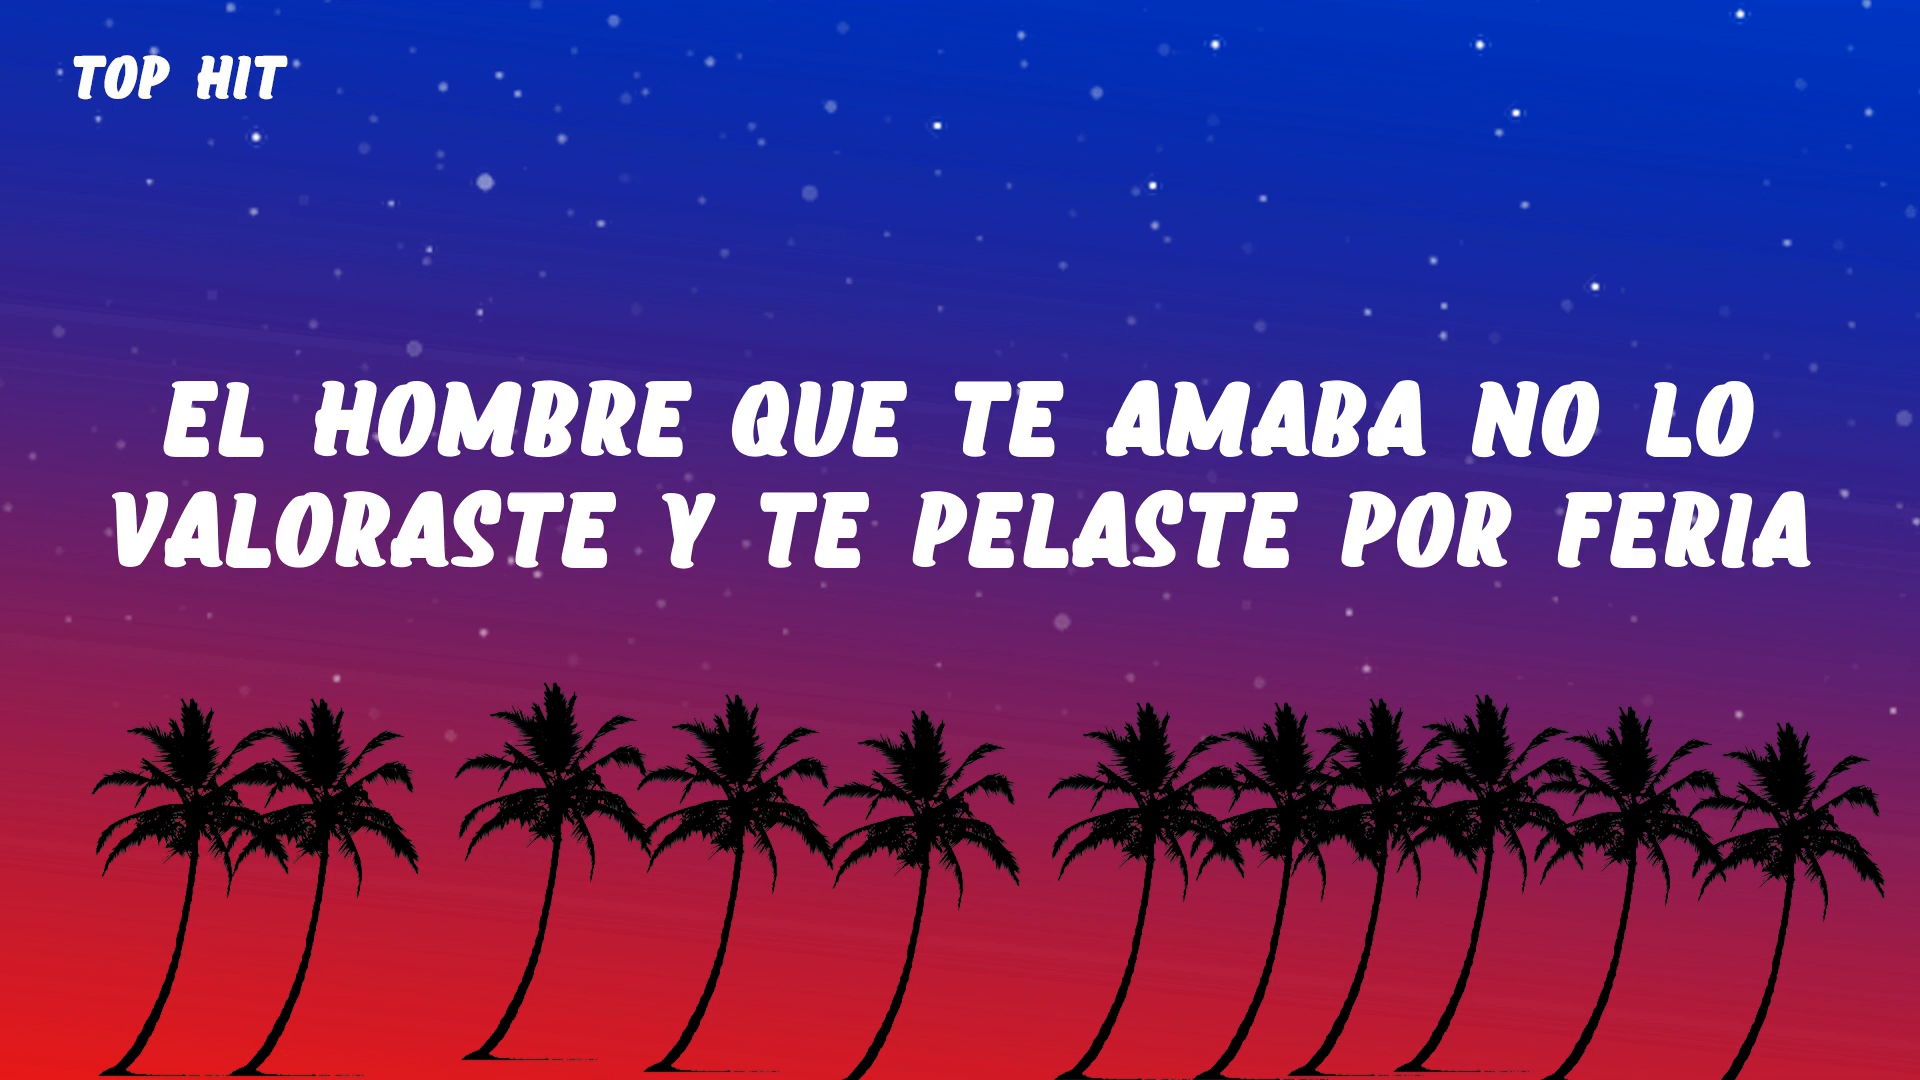 TOP HIT
EL HOMBRE QUE TE AMABA NO LO
VALORASTE Y TE PELASTE POR FERIA